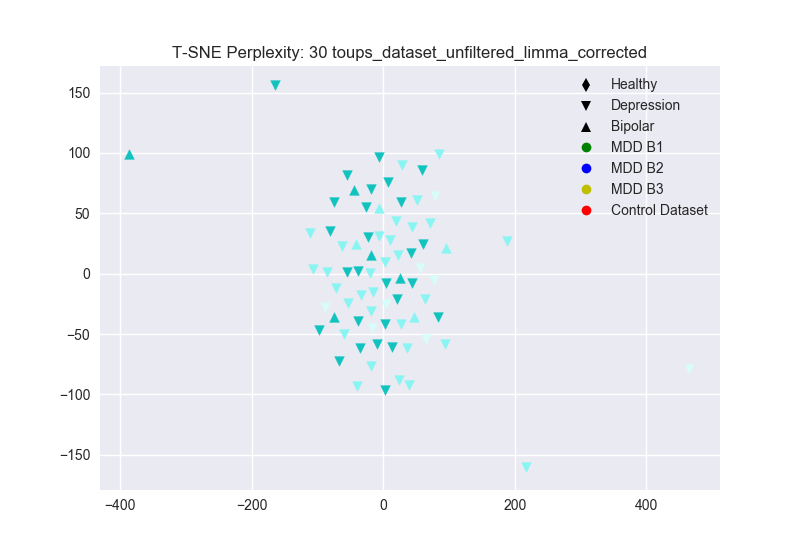 T-SNE Perplexity: 30 toups_dataset_unfiltered_limma_corrected
Healthy
Depression
Bipolar
MDD B1
MDD B2
MDD B3
Control Dataset
150
100
50
0
−50
−100
−150
−400
−200
0
200
400